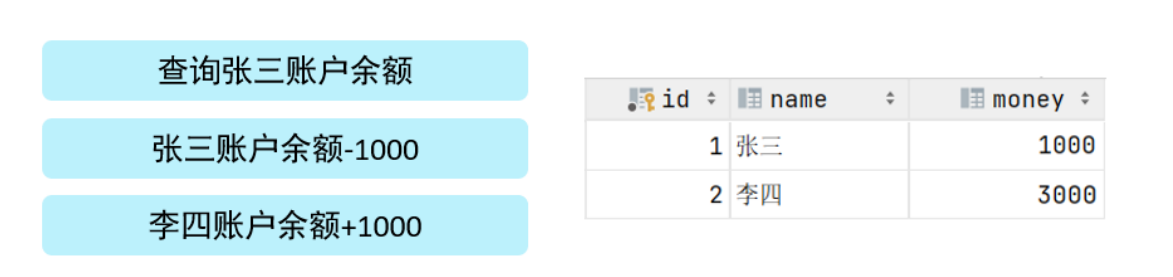 查询张三账户余额
张三账户余额-1000
李四账户余额+1000
id name money
1 张三 1000
2 李四 3000